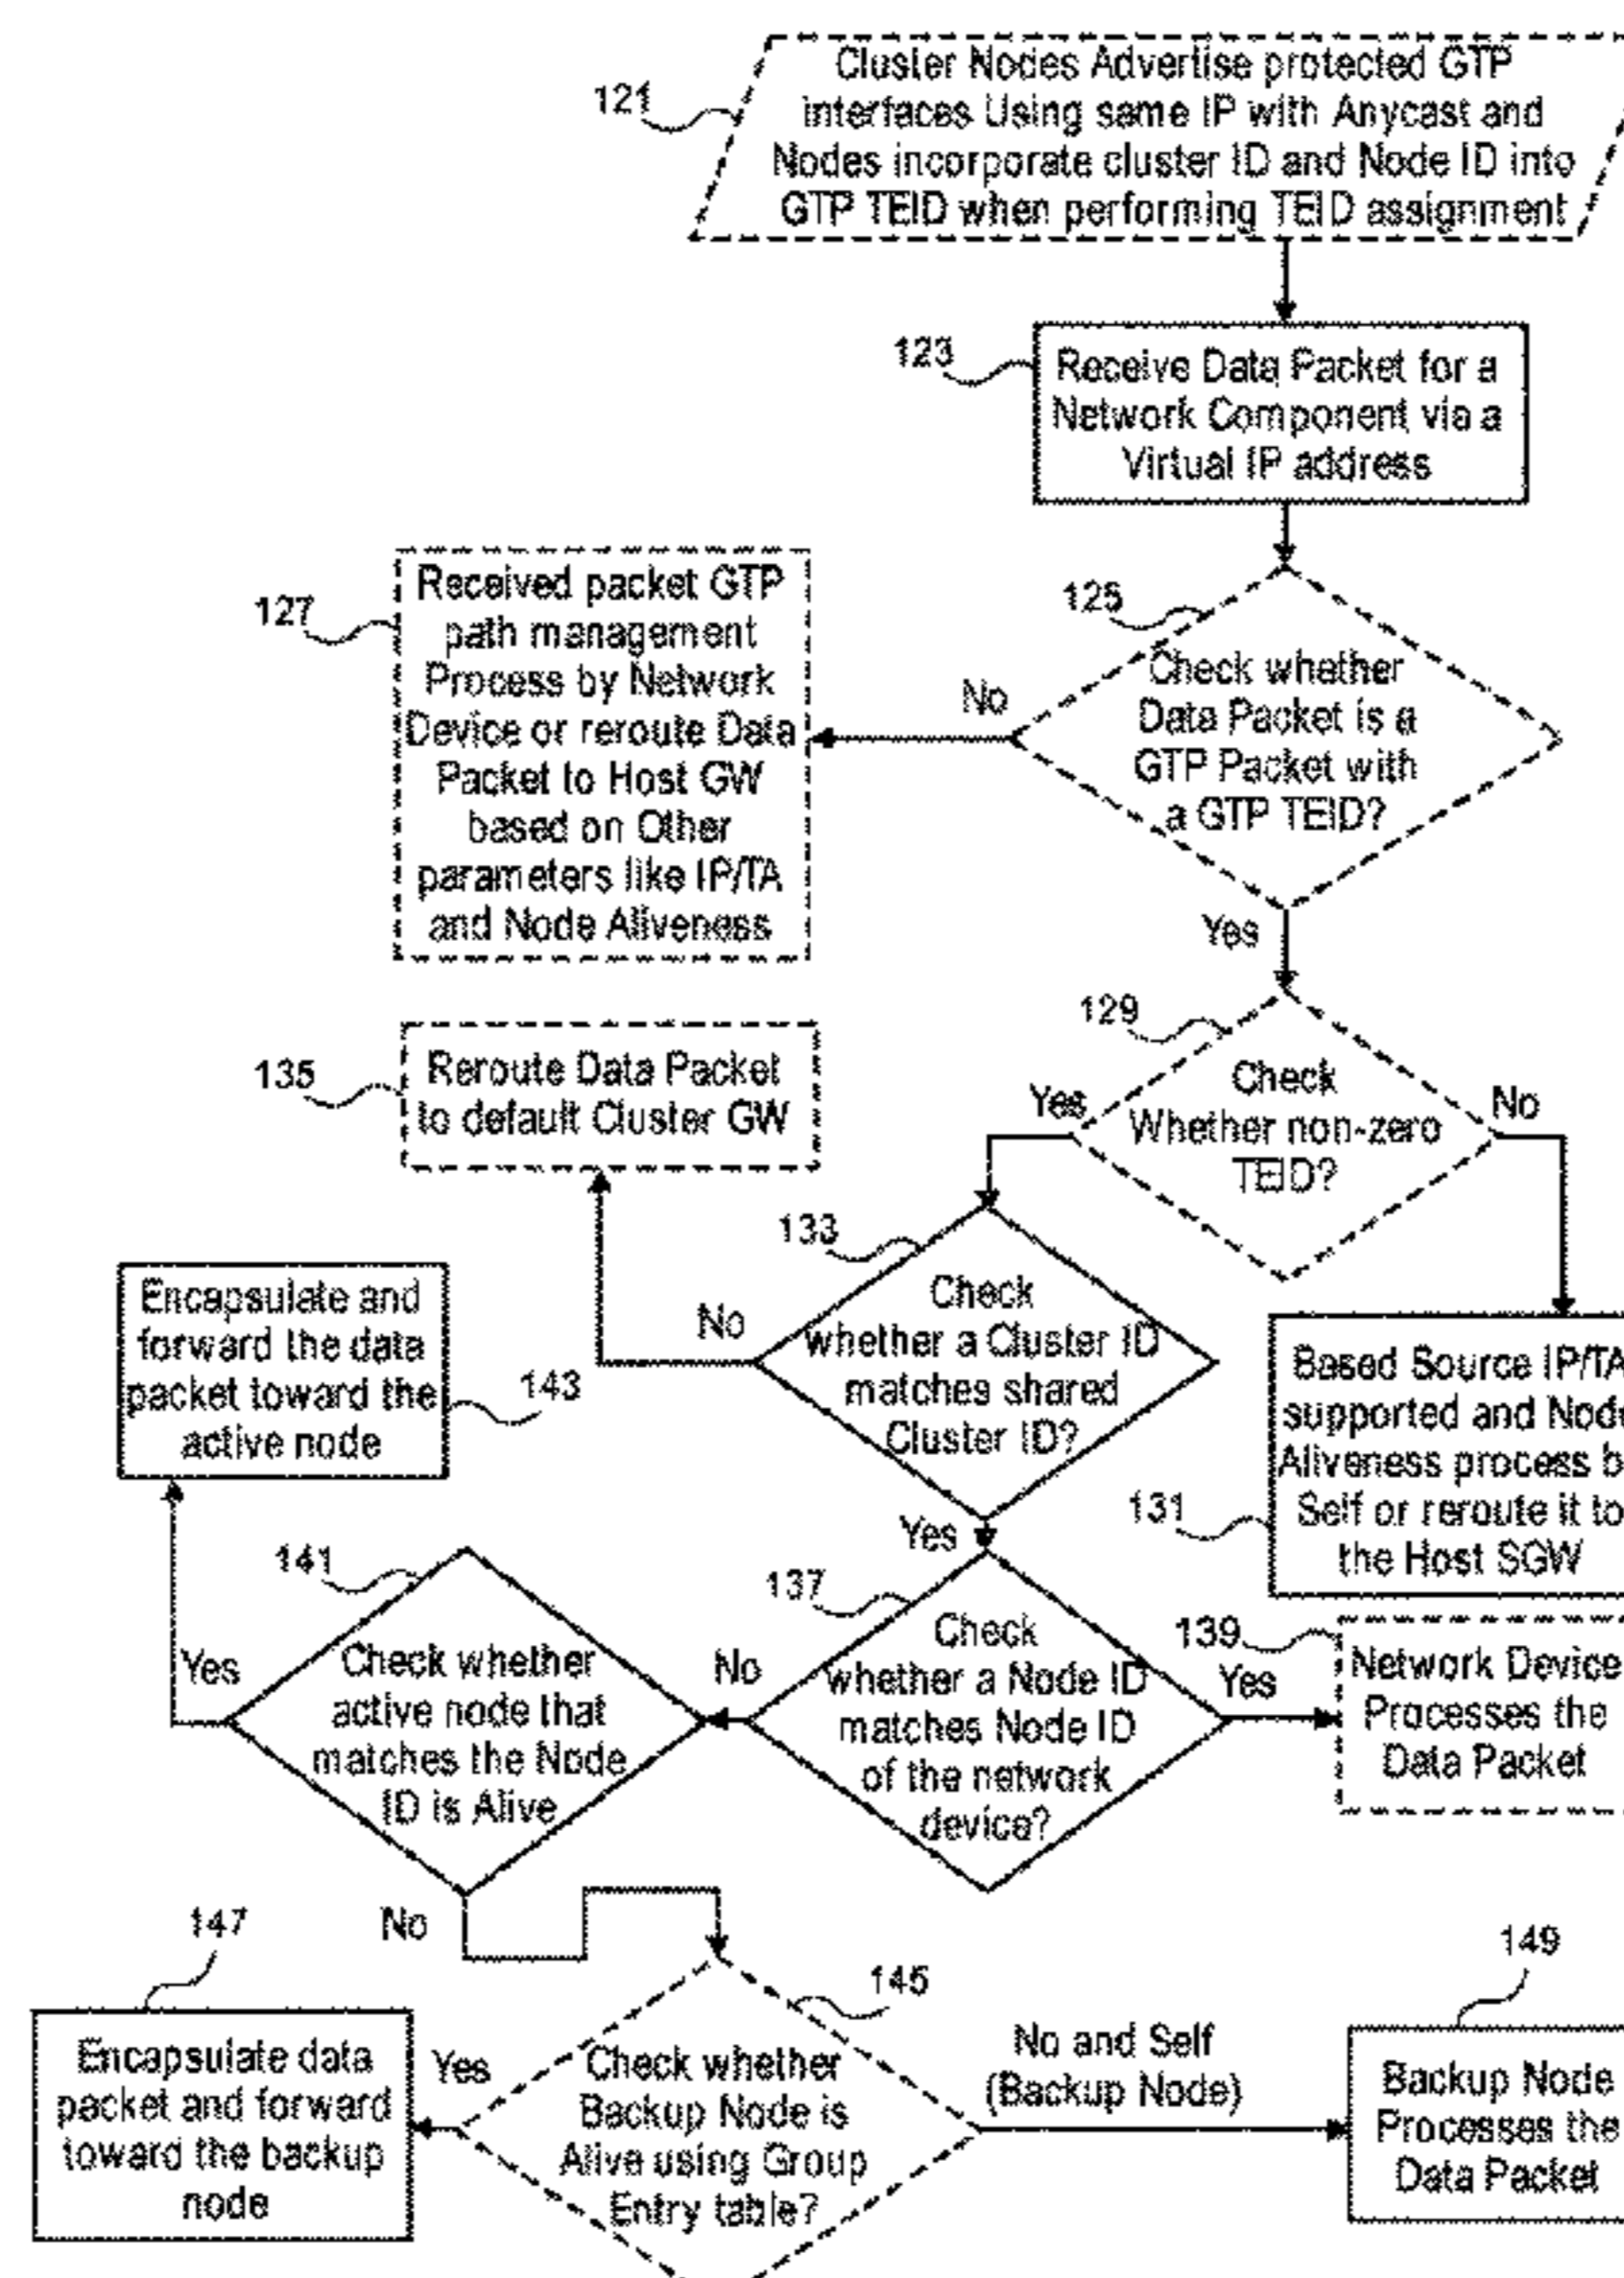 121
Cluster Nodes Advertise protected GTP
interfaces Using same IP with Anycast and
Nodes incorporate cluster ID and Node ID into
GTP TEID when performing TEID assignment
123
Receive Data Packet for a
Network Component via a
Virtual IP address
125
Check whether
Data Packet is a
GTP Packet with
a GTP TEID?
No
Yes
127
Received packet GTP
path management
Process by Network
Device or reroute Data
Packet to Host GW
based on Other
parameters like IP/TA
and Node Aliveness
129
Check
Whether non-zero
TEID?
Yes
No
135
Reroute Data Packet
to default Cluster GW
133
Check
whether a Cluster ID
matches shared
Cluster ID?
No
Yes
131
Based Source IP/TA
supported and
Aliveness process
Self or reroute it to
the Host SGW
143
Encapsulate and
forward the data
packet toward the
active node
141
Check whether
active node that
matches the Node
ID is Alive
Yes
No
137
Check
whether a Node ID
matches Node ID
of the network
device?
No
Yes
139
Network Device
Processes the
Data Packet
147
Encapsulate data
packet and forward
toward the backup
node
145
Check whether
Backup Node is
Alive using Group
Entry table?
Yes
No and Self
(Backup Node)
149
Backup Node
Processes the
Data Packet